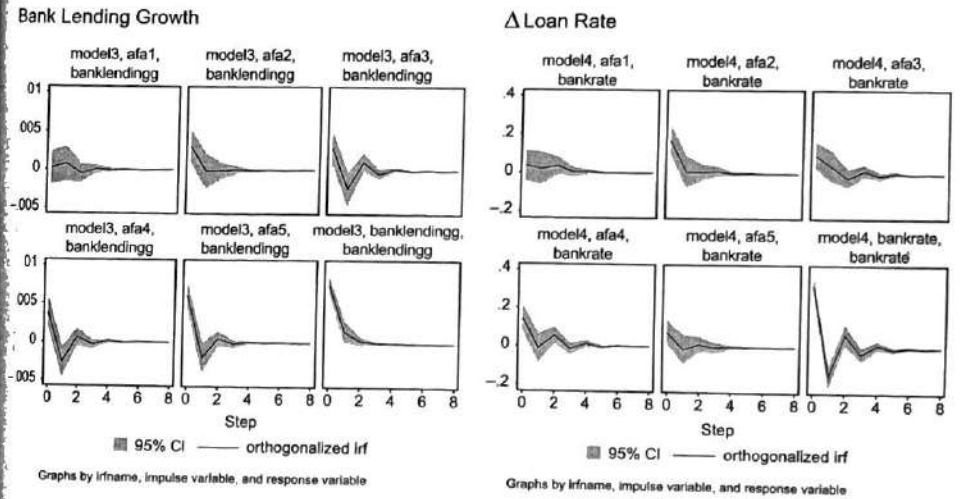 Bank Lending Growth
model3, afa1,
banklendingg
model3, afa2,
banklendingg
model3, afa3,
banklendingg
01
005
0
-.005
model3, afa4,
banklendingg
model3, afa5,
banklendingg
model3, banklendingg,
banklendingg
01
005
0
-.005
0 2 4 6 8 0 2 4 6 8 0 2 4 6 8
Step
95% CI orthogonalized irf
Graphs by irfname, impulse variable, and response variable
Δ Loan Rate
model4, afa1,
bankrate
model4, afa2,
bankrate
model4, afa3,
bankrate
.4
.2
0
-.2
model4, afa4,
bankrate
model4, afa5,
bankrate
model4, bankrate,
bankrate
.4
.2
0
-.2
0 2 4 6 8 0 2 4 6 8 0 2 4 6 8
Step
95% CI orthogonalized irf
Graphs by irfname, impulse variable, and response variable